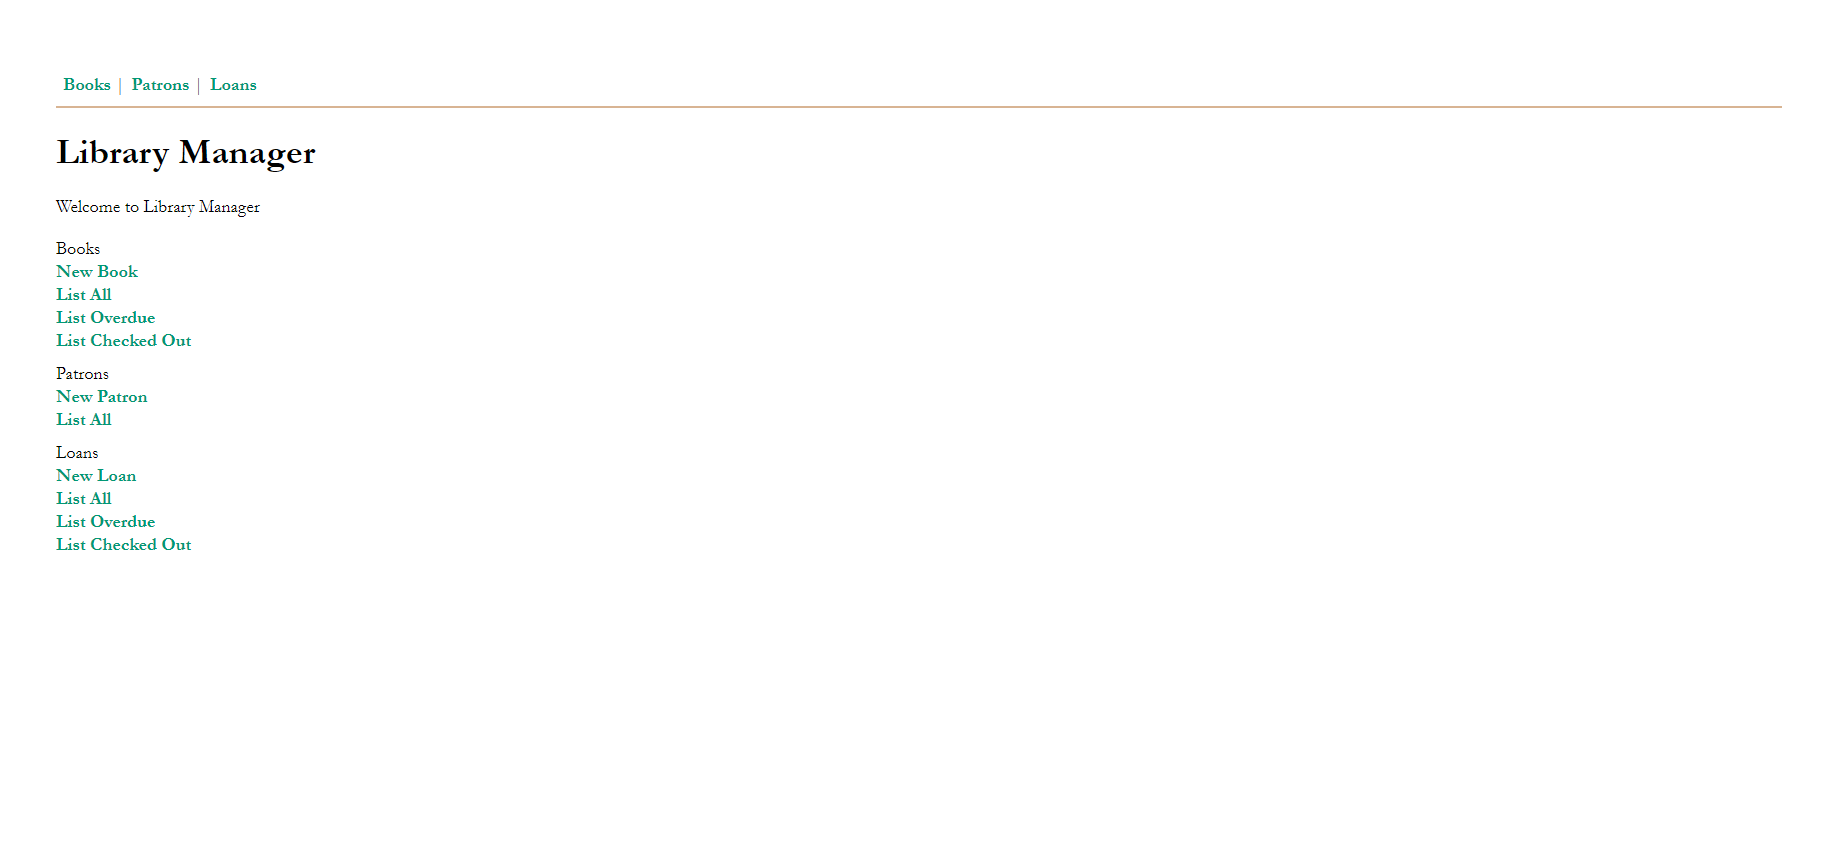 Books | Patrons | Loans
Library Manager
Welcome to Library Manager
Books
New Book
List All
List Overdue
List Checked Out
Patrons
New Patron
List All
Loans
New Loan
List All
List Overdue
List Checked Out